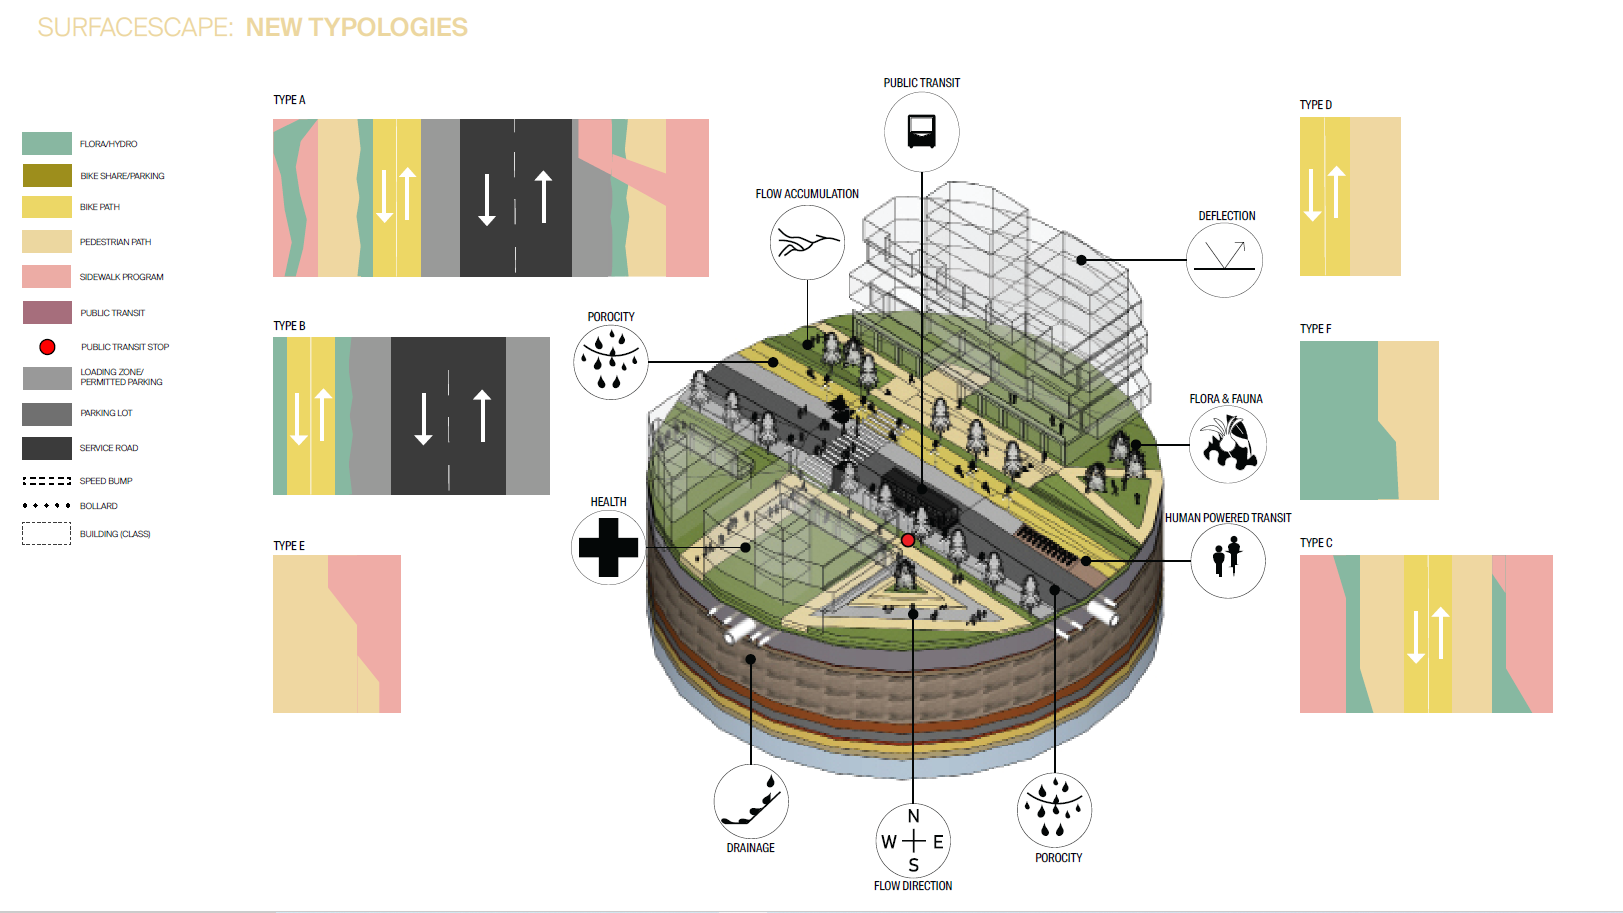 SURFACESCAPE: NEW TYPOLOGIES
FLORA/HYDRO
BIKE SHARE/PARKING
BIKE PATH
PEDESTRIAN PATH
SIDEWALK PROGRAM
PUBLIC TRANSIT
PUBLIC TRANSIT STOP
LOADING ZONE/
PERMITTED PARKING
PARKING LOT
SERVICE ROAD
SPEED BUMP
BOLLARD
BUILDING (CLASS)
TYPE A
TYPE B
TYPE E
PUBLIC TRANSIT
FLOW ACCUMULATION
POROCITY
HEALTH
DRAINAGE
N
W E
S
FLOW DIRECTION
POROCITY
DEFLECTION
FLORA & FAUNA
HUMAN POWERED TRANSIT
TYPE D
TYPE F
TYPE C